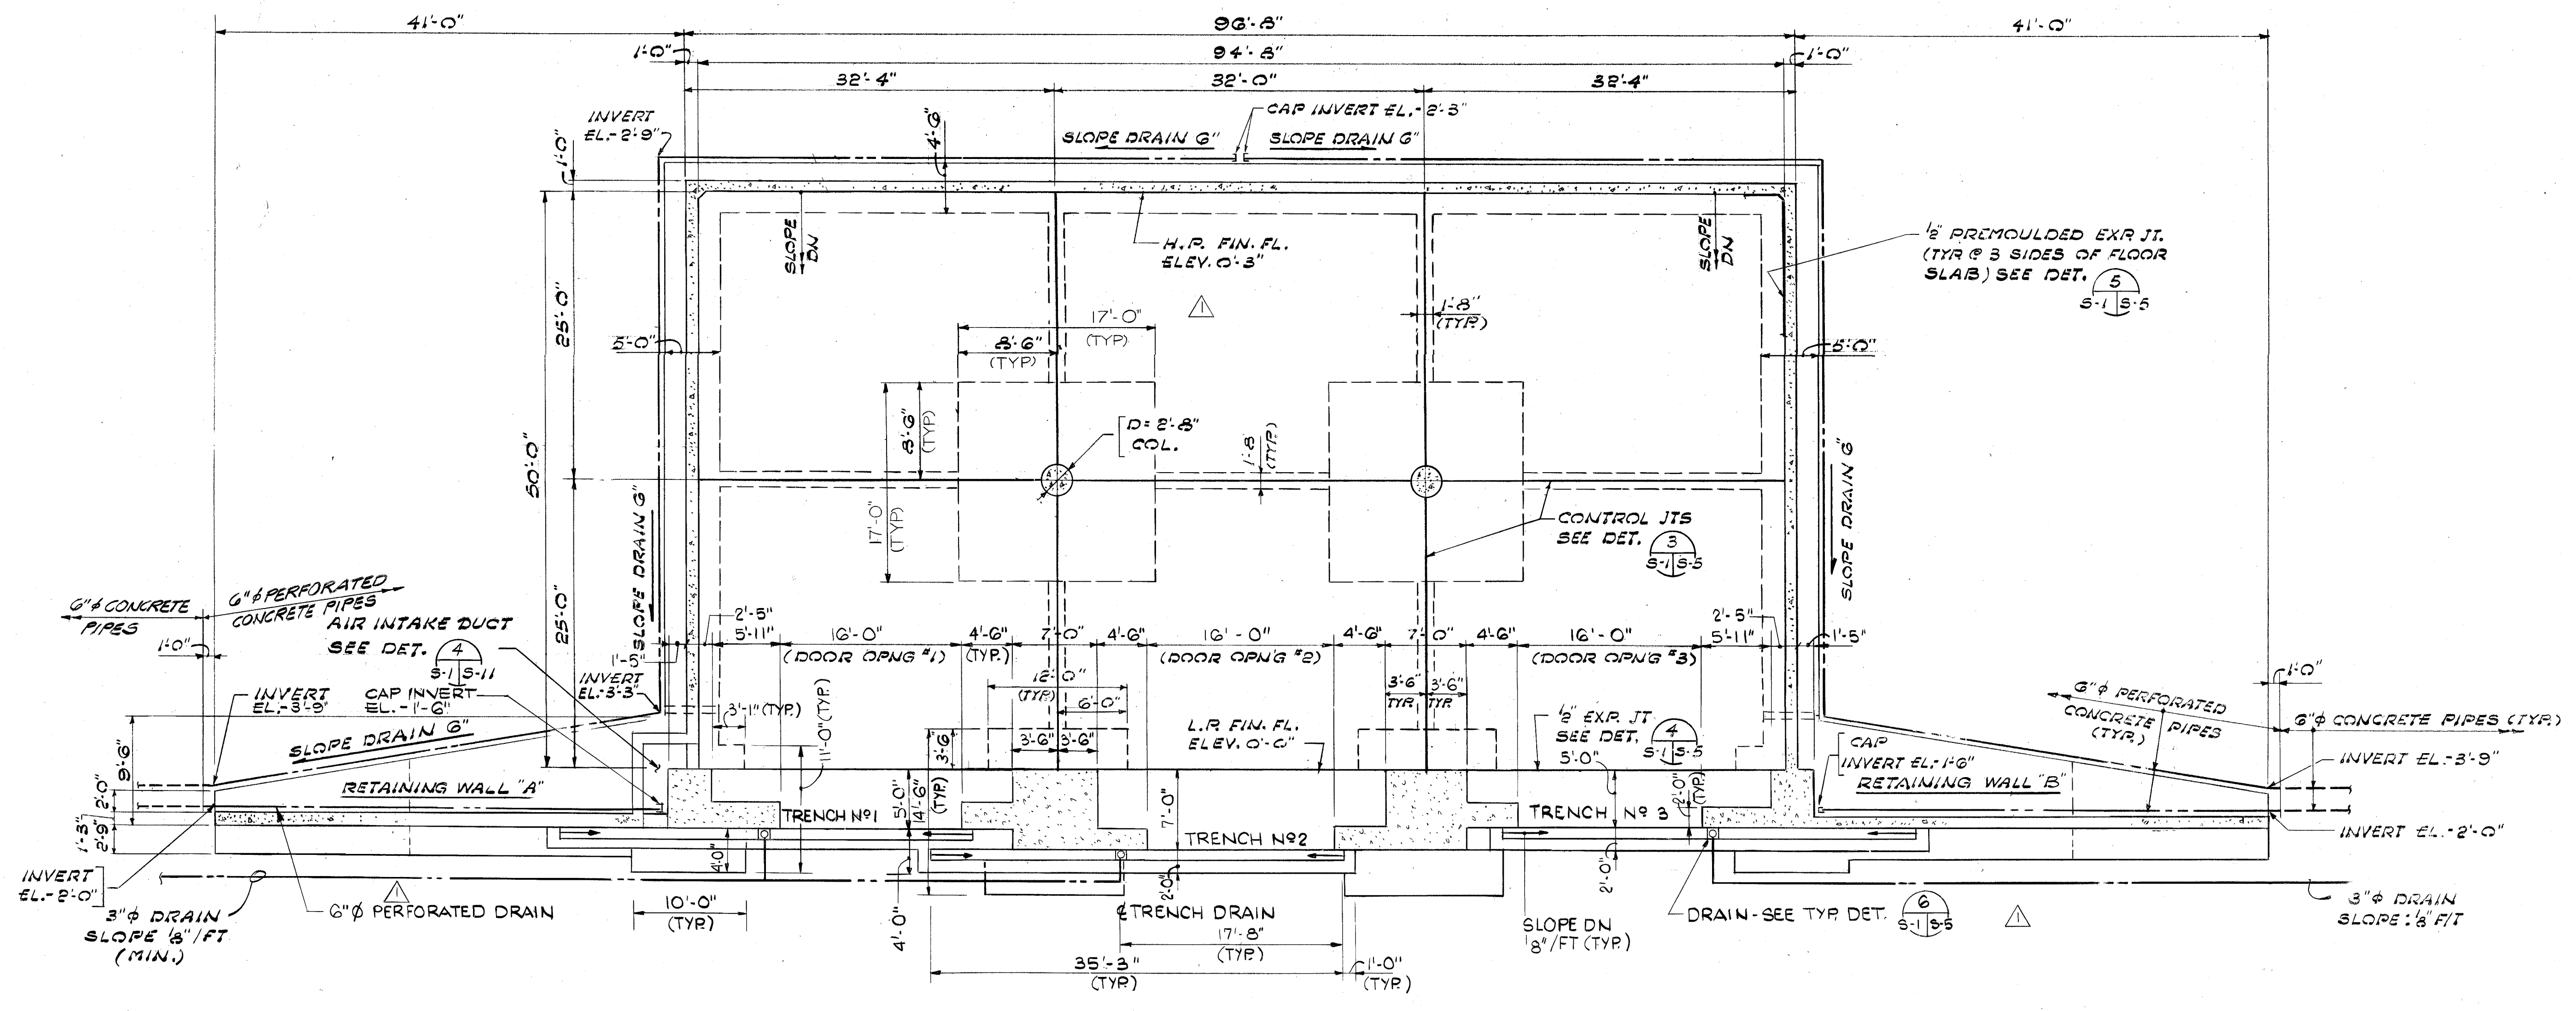 41'-0"
96'-8"
41'-0"
1'-0"
94'-8"
1'-0"
32'-4"
32'-0"
32'-4"
INVERT
EL.-2'-9"
CAP INVERT EL.-2'-3"
4'-6"
SLOPE DRAIN 6"
SLOPE DRAIN 6"
1'-0"
SLOPE
DN
H.P. FIN. FL.
ELEV. 0'-3"
SLOPE
DN
1/2" PREMOULDED EXP. JT.
(TYP. @ 3 SIDES OF FLOOR
SLAB) SEE DET.
5
S-1 S-5
1
25'-0"
17'-0"
(TYP.)
1'-8"
(TYP.)
5'-0"
8'-6"
(TYP.)
5'-0"
50'-0"
8'-6"
(TYP.)
D= 2'-8"
COL.
1'-8
(TYP.)
17'-0"
(TYP.)
SLOPE DRAIN 6"
SLOPE DRAIN 6"
CONTROL JTS
SEE DET.
3
S-1 S-5
25'-0"
6"φ CONCRETE
PIPES
6"φ PERFORATED
CONCRETE PIPES
1'-0"
AIR INTAKE DUCT
SEE DET.
4
S-1 S-11
2'-5"
1'-5"
5'-11"
16'-0"
(DOOR OPNG #1)
4'-6"
(TYP.)
7'-0"
4'-6"
16'-0"
(DOOR OPN'G #2)
4'-6"
7'-0"
4'-6"
16'-0"
(DOOR OPN'G #3)
2'-5"
5'-11"
1'-5"
INVERT
EL.-3'-9"
CAP INVERT
EL.-1'-6"
INVERT
EL.-3'-3"
12'-0"
(TYP.)
6'-0"
3'-6"
TYP.
3'-6"
TYP.
1'-0"
6"φ PERFORATED
CONCRETE PIPES
(TYP.)
6"φ CONCRETE PIPES (TYP.)
3'-1" (TYP.)
11'-0" (TYP.)
3'-6"
3'-6"
3'-6"
L.P. FIN. FL.
ELEV. 0'-0"
1/2" EXP. JT.
SEE DET.
4
S-1 S-5
5'-0"
CAP
INVERT EL.-1'-6"
INVERT EL.-3'-9"
SLOPE DRAIN 6"
RETAINING WALL "A"
RETAINING WALL "B"
9'-6"
2'-0"
1'-3"
2'-9"
TRENCH Nº1
5'-0"
14'-6"
(TYP.)
7'-0"
TRENCH Nº2
TRENCH Nº 3
2'-0"
(TYP.)
INVERT EL.-2'-0"
4'-0"
INVERT
EL.-2'-0"
3"φ DRAIN
SLOPE 1/8"/FT
(MIN.)
1
6"φ PERFORATED DRAIN
10'-0"
(TYP.)
4'-0"
2'-0"
℄ TRENCH DRAIN
17'-8"
(TYP.)
35'-3"
(TYP.)
1'-0"
(TYP.)
2'-0"
SLOPE DN
1/8"/FT (TYP.)
DRAIN-SEE TYP. DET.
6
S-1 S-5
1
3"φ DRAIN
SLOPE: 1/8" F/T